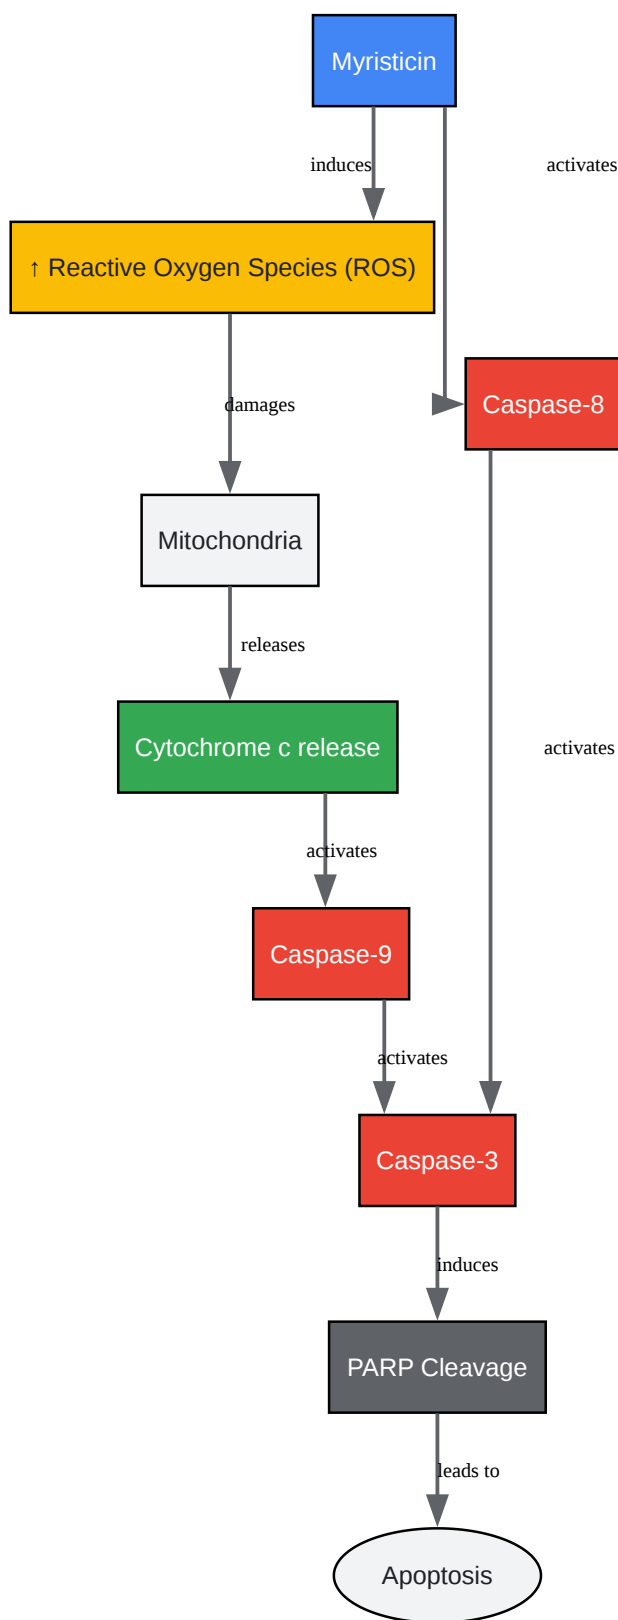 Myristicin
induces
activates
↑ Reactive Oxygen Species (ROS)
damages
Caspase-8
Mitochondria
releases
Cytochrome c release
activates
activates
Caspase-9
activates
Caspase-3
induces
PARP Cleavage
leads to
Apoptosis